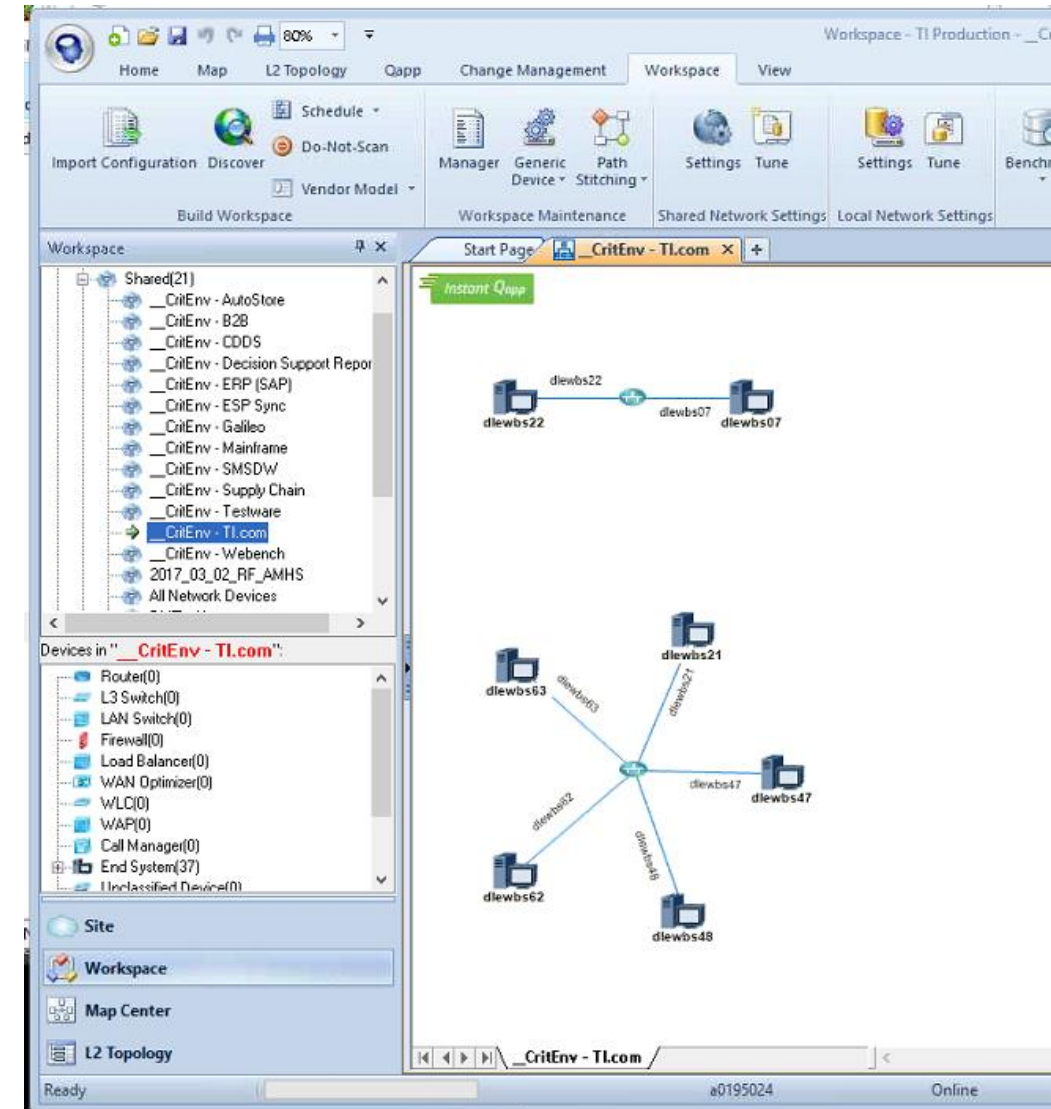 80%
Workspace - TI Production - __Cr
Home Map L2 Topology Qapp Change Management Workspace View
Import Configuration
Discover
Schedule
Do-Not-Scan
Vendor Model
Build Workspace
Manager
Generic Device
Path Stitching
Workspace Maintenance
Settings Tune
Shared Network Settings
Settings Tune
Local Network Settings
Workspace
Start Page
__CritEnv - TI.com
Shared(21)
__CritEnv - AutoStore
__CritEnv - B2B
__CritEnv - CDDS
__CritEnv - Decision Support Repor
__CritEnv - ERP (SAP)
__CritEnv - ESP Sync
__CritEnv - Galileo
__CritEnv - Mainframe
__CritEnv - SMSDW
__CritEnv - Supply Chain
__CritEnv - Testware
__CritEnv - TI.com
__CritEnv - Webench
2017_03_02_RF_AMHS
All Network Devices
Devices in "__CritEnv - TI.com":
Router(0)
L3 Switch(0)
LAN Switch(0)
Firewall(0)
Load Balancer(0)
WAN Optimizer(0)
WLC(0)
WAP(0)
Call Manager(0)
End System(37)
Unclassified Device(0)
Site
Workspace
Map Center
L2 Topology
Instant Qapp
dlewbs22
dlewbs22
dlewbs07
dlewbs07
dlewbs21
dlewbs21
dlewbs63
dlewbs63
dlewbs47
dlewbs47
dlewbs62
dlewbs62
dlewbs48
dlewbs48
__CritEnv - TI.com
Ready
a0195024
Online